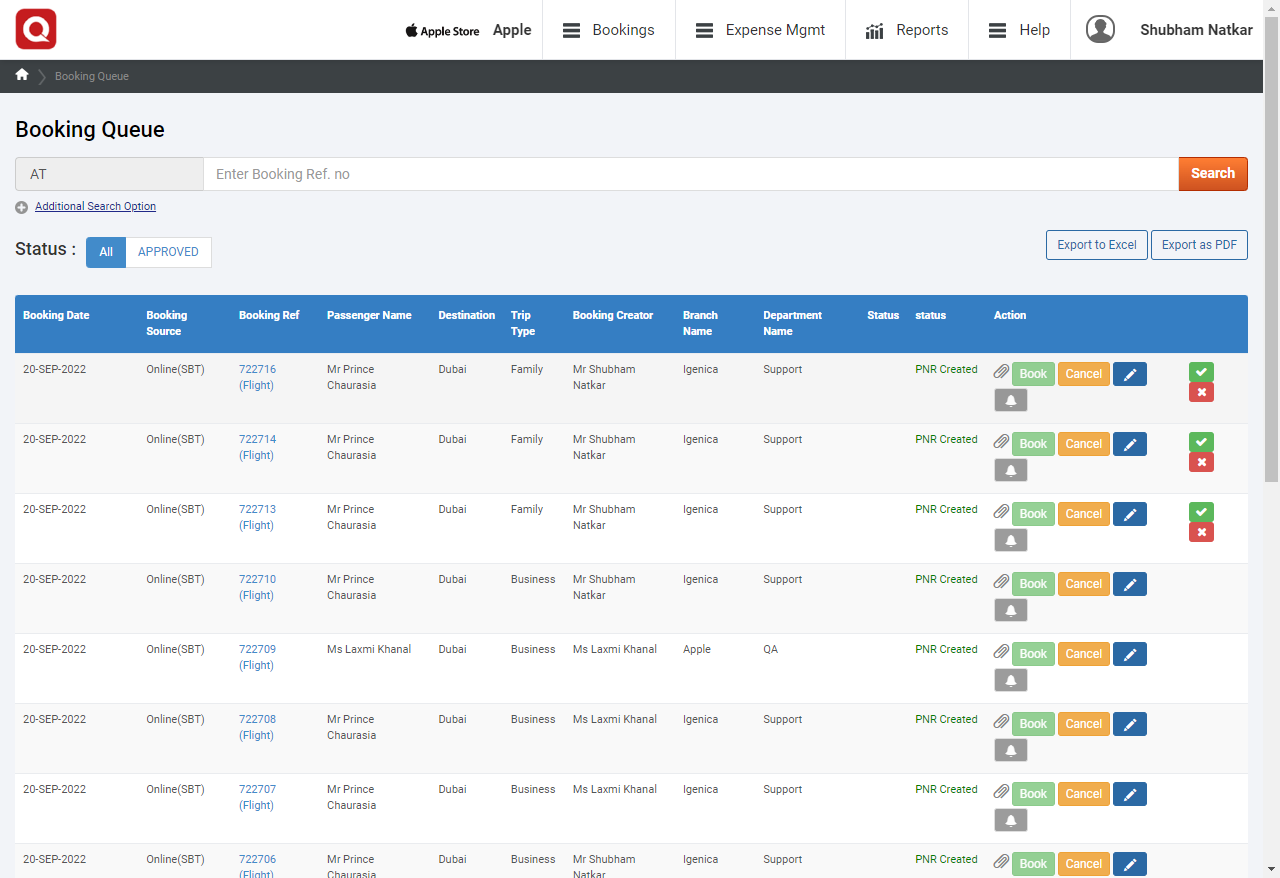 Apple Store Apple Bookings Expense Mgmt Reports Help Shubham Natkar
Booking Queue
Booking Queue
AT Enter Booking Ref. no Search
Additional Search Option
Status : All APPROVED Export to Excel Export as PDF
Booking Date Booking Booking Ref Passenger Name Destination Trip Booking Creator Branch Department Status status Action
Source Type Name Name
20-SEP-2022 Online(SBT) 722716 Mr Prince Dubai Family Mr Shubham Igenica Support PNR Created Book Cancel
(Flight) Chaurasia Natkar
20-SEP-2022 Online(SBT) 722714 Mr Prince Dubai Family Mr Shubham Igenica Support PNR Created Book Cancel
(Flight) Chaurasia Natkar
20-SEP-2022 Online(SBT) 722713 Mr Prince Dubai Family Mr Shubham Igenica Support PNR Created Book Cancel
(Flight) Chaurasia Natkar
20-SEP-2022 Online(SBT) 722710 Mr Prince Dubai Business Mr Shubham Igenica Support PNR Created Book Cancel
(Flight) Chaurasia Natkar
20-SEP-2022 Online(SBT) 722709 Ms Laxmi Khanal Dubai Business Ms Laxmi Khanal Apple QA PNR Created Book Cancel
(Flight)
20-SEP-2022 Online(SBT) 722708 Mr Prince Dubai Business Ms Laxmi Khanal Igenica Support PNR Created Book Cancel
(Flight) Chaurasia
20-SEP-2022 Online(SBT) 722707 Mr Prince Dubai Business Ms Laxmi Khanal Igenica Support PNR Created Book Cancel
(Flight) Chaurasia
20-SEP-2022 Online(SBT) 722706 Mr Prince Dubai Business Mr Shubham Igenica Support PNR Created Book Cancel
(Flight) Chaurasia Natkar